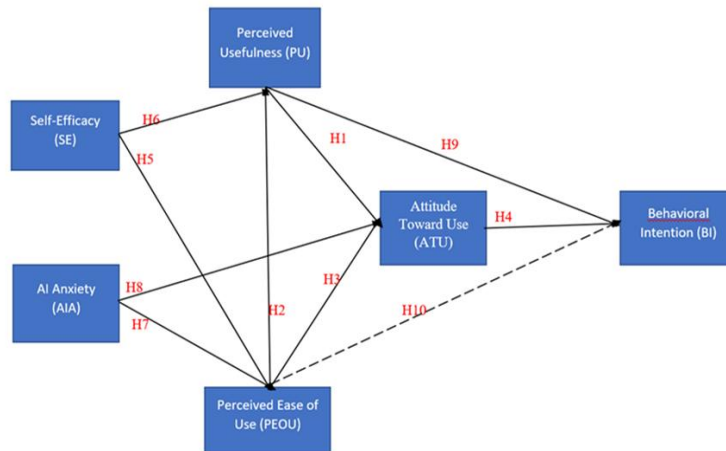 Perceived
Usefulness (PU)
Self-Efficacy
(SE)
H6
H5
H1
H9
Attitude
Toward Use
(ATU)
H4
Behavioral
Intention (BI)
AI Anxiety
(AIA)
H8
H7
H2
H3
H10
Perceived Ease of
Use (PEOU)